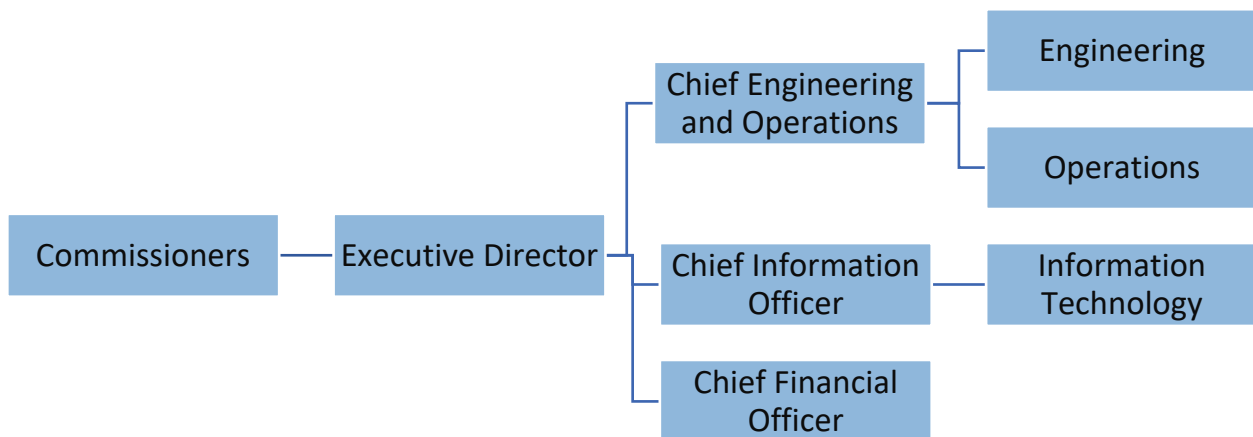 Commissioners
Executive Director
Chief Engineering
and Operations
Engineering
Operations
Chief Information
Officer
Information
Technology
Chief Financial
Officer